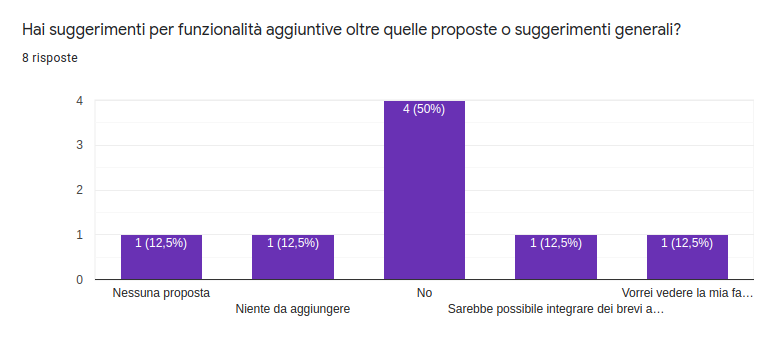 Hai suggerimenti per funzionalità aggiuntive oltre quelle proposte o suggerimenti generali?
8 risposte
4
3
2
1
0
1 (12,5%)
1 (12,5%)
4 (50%)
1 (12,5%)
1 (12,5%)
Nessuna proposta
Niente da aggiungere
No
Sarebbe possibile integrare dei brevi a…
Vorrei vedere la mia fa…